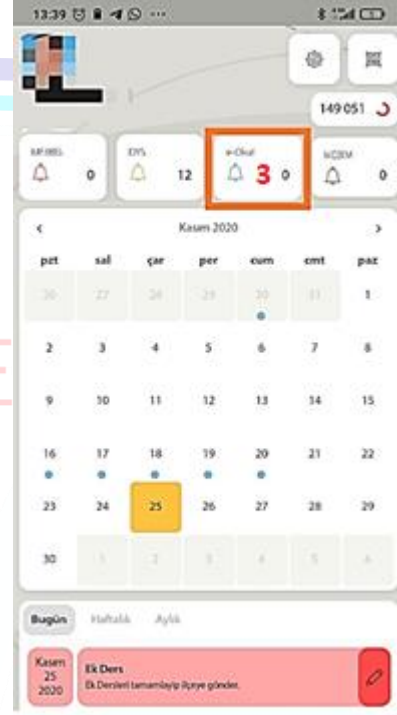 13:39
149 051
MEBBİS 0
DYS 12
e-Okul 3 0
0
Kasım 2020
pzt sal çar per cum cmt paz
26 27 28 29 30 31 1
2 3 4 5 6 7 8
9 10 11 12 13 14 15
16 17 18 19 20 21 22
23 24 25 26 27 28 29
30 1 2 3 4 5 6
Bugün Haftalık Aylık
Kasım
25
2020
Ek Ders
Ek Dersleri tamamlayıp ilçeye gönder.